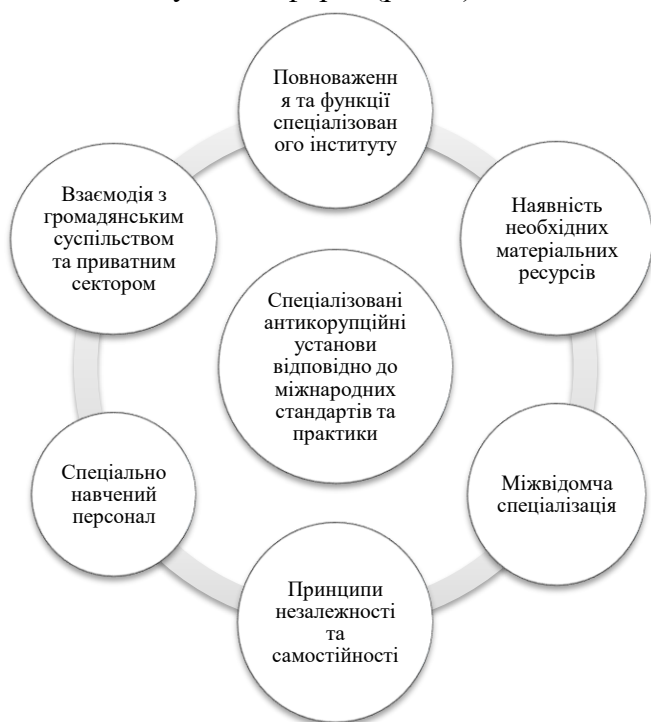 Повноваженн
я та функції
спеціалізован
ого інституту
Взаємодія з
громадянським
суспільством
та приватним
сектором
Наявність
необхідних
матеріальних
ресурсів
Спеціалізовані
антикорупційні
установи
відповідно до
міжнародних
стандартів та
практики
Спеціально
навчений
персонал
Міжвідомча
спеціалізація
Принципи
незалежності
та
самостійності